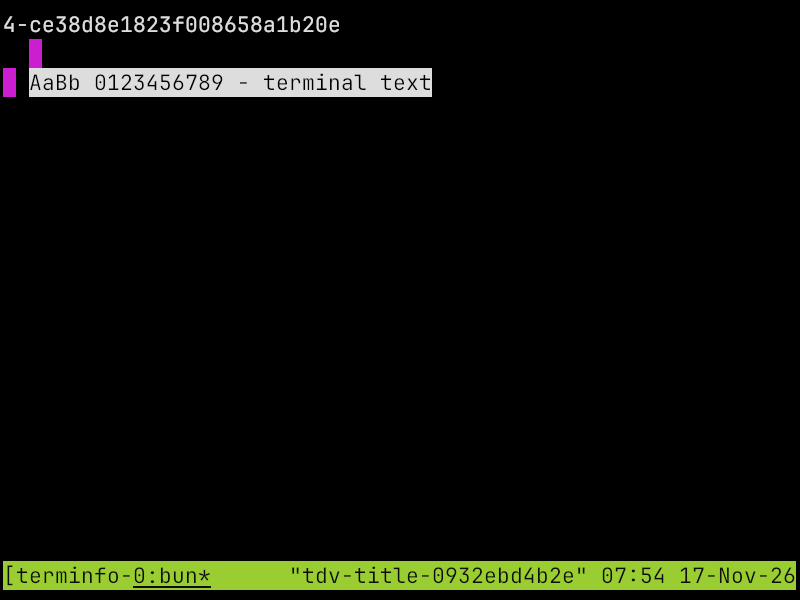 4-ce38d8e1823f008658a1b20e
AaBb 0123456789 - terminal text
[terminfo-0:bun*      "tdv-title-0932ebd4b2e" 07:54 17-Nov-26